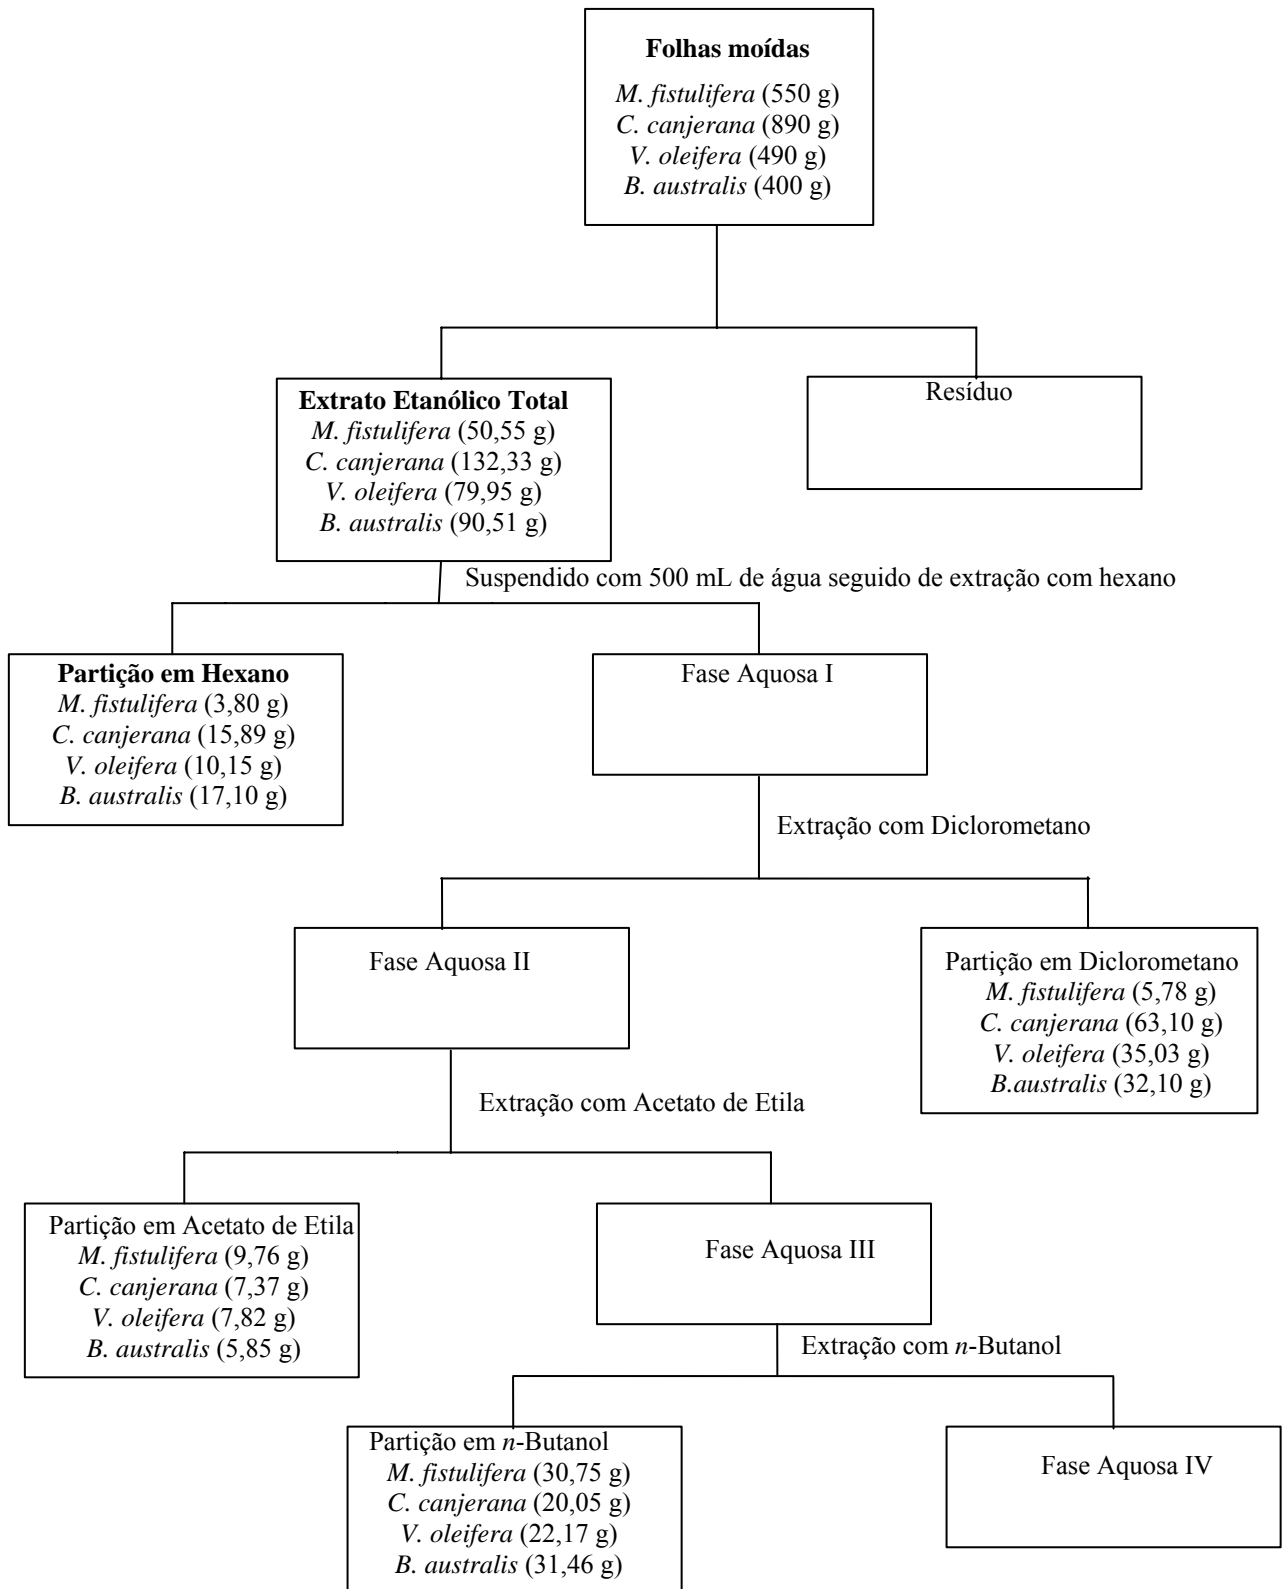 Folhas moídas
M. fistulifera (550 g)
C. canjerana (890 g)
V. oleifera (490 g)
B. australis (400 g)
Extrato Etanólico Total
M. fistulifera (50,55 g)
C. canjerana (132,33 g)
V. oleifera (79,95 g)
B. australis (90,51 g)
Resíduo
Suspendido com 500 mL de água seguido de extração com hexano
Partição em Hexano
M. fistulifera (3,80 g)
C. canjerana (15,89 g)
V. oleifera (10,15 g)
B. australis (17,10 g)
Fase Aquosa I
Extração com Diclorometano
Fase Aquosa II
Partição em Diclorometano
M. fistulifera (5,78 g)
C. canjerana (63,10 g)
V. oleifera (35,03 g)
B.australis (32,10 g)
Extração com Acetato de Etila
Partição em Acetato de Etila
M. fistulifera (9,76 g)
C. canjerana (7,37 g)
V. oleifera (7,82 g)
B. australis (5,85 g)
Fase Aquosa III
Extração com n-Butanol
Partição em n-Butanol
M. fistulifera (30,75 g)
C. canjerana (20,05 g)
V. oleifera (22,17 g)
B. australis (31,46 g)
Fase Aquosa IV